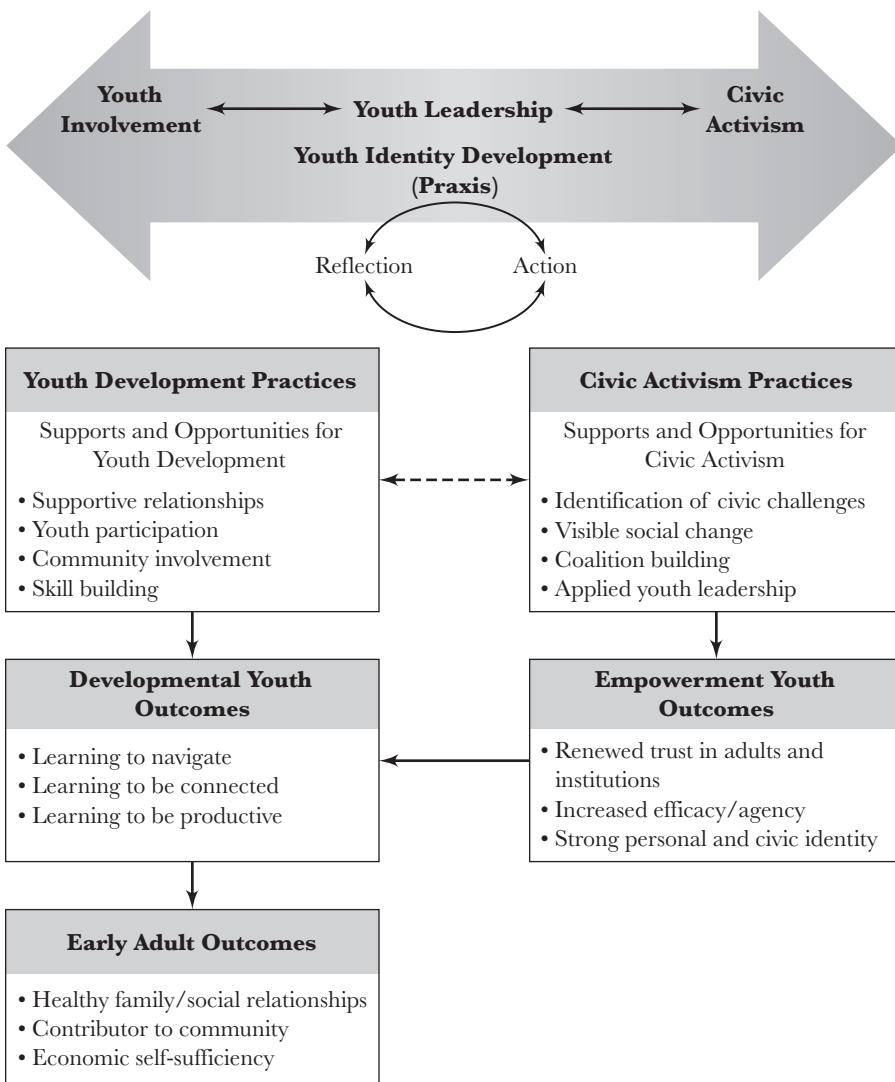 Youth
Involvement
Youth Leadership
Civic
Activism
Youth Identity Development
(Praxis)
Reflection
Action
Youth Development Practices
Supports and Opportunities for
Youth Development
• Supportive relationships
• Youth participation
• Community involvement
• Skill building
Civic Activism Practices
Supports and Opportunities for
Civic Activism
• Identification of civic challenges
• Visible social change
• Coalition building
• Applied youth leadership
Developmental Youth
Outcomes
• Learning to navigate
• Learning to be connected
• Learning to be productive
Empowerment Youth
Outcomes
• Renewed trust in adults and
institutions
• Increased efficacy/agency
• Strong personal and civic identity
Early Adult Outcomes
• Healthy family/social relationships
• Contributor to community
• Economic self-sufficiency